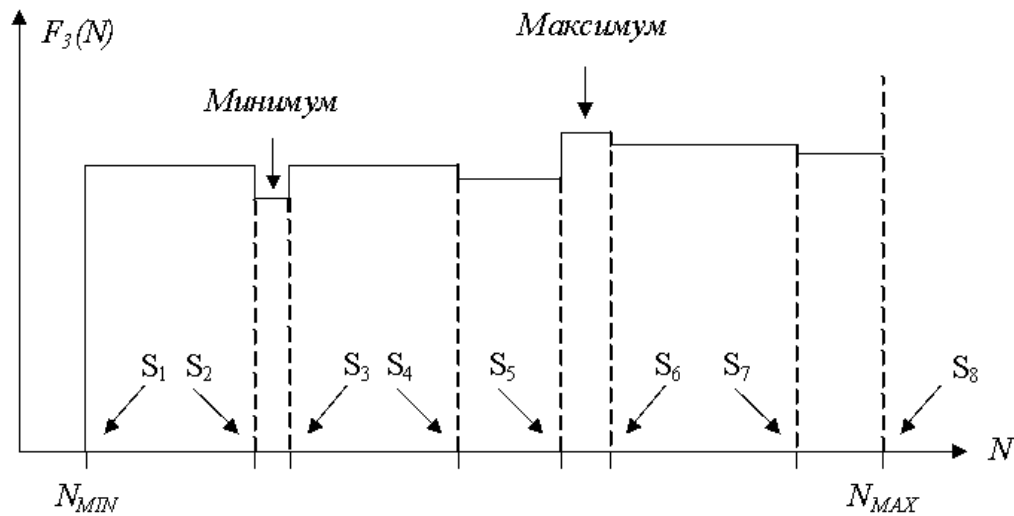 F₃(N)
Максимум
Минимум
S₁ S₂ S₃ S₄ S₅ S₆ S₇ S₈
N
N_MIN N_MAX